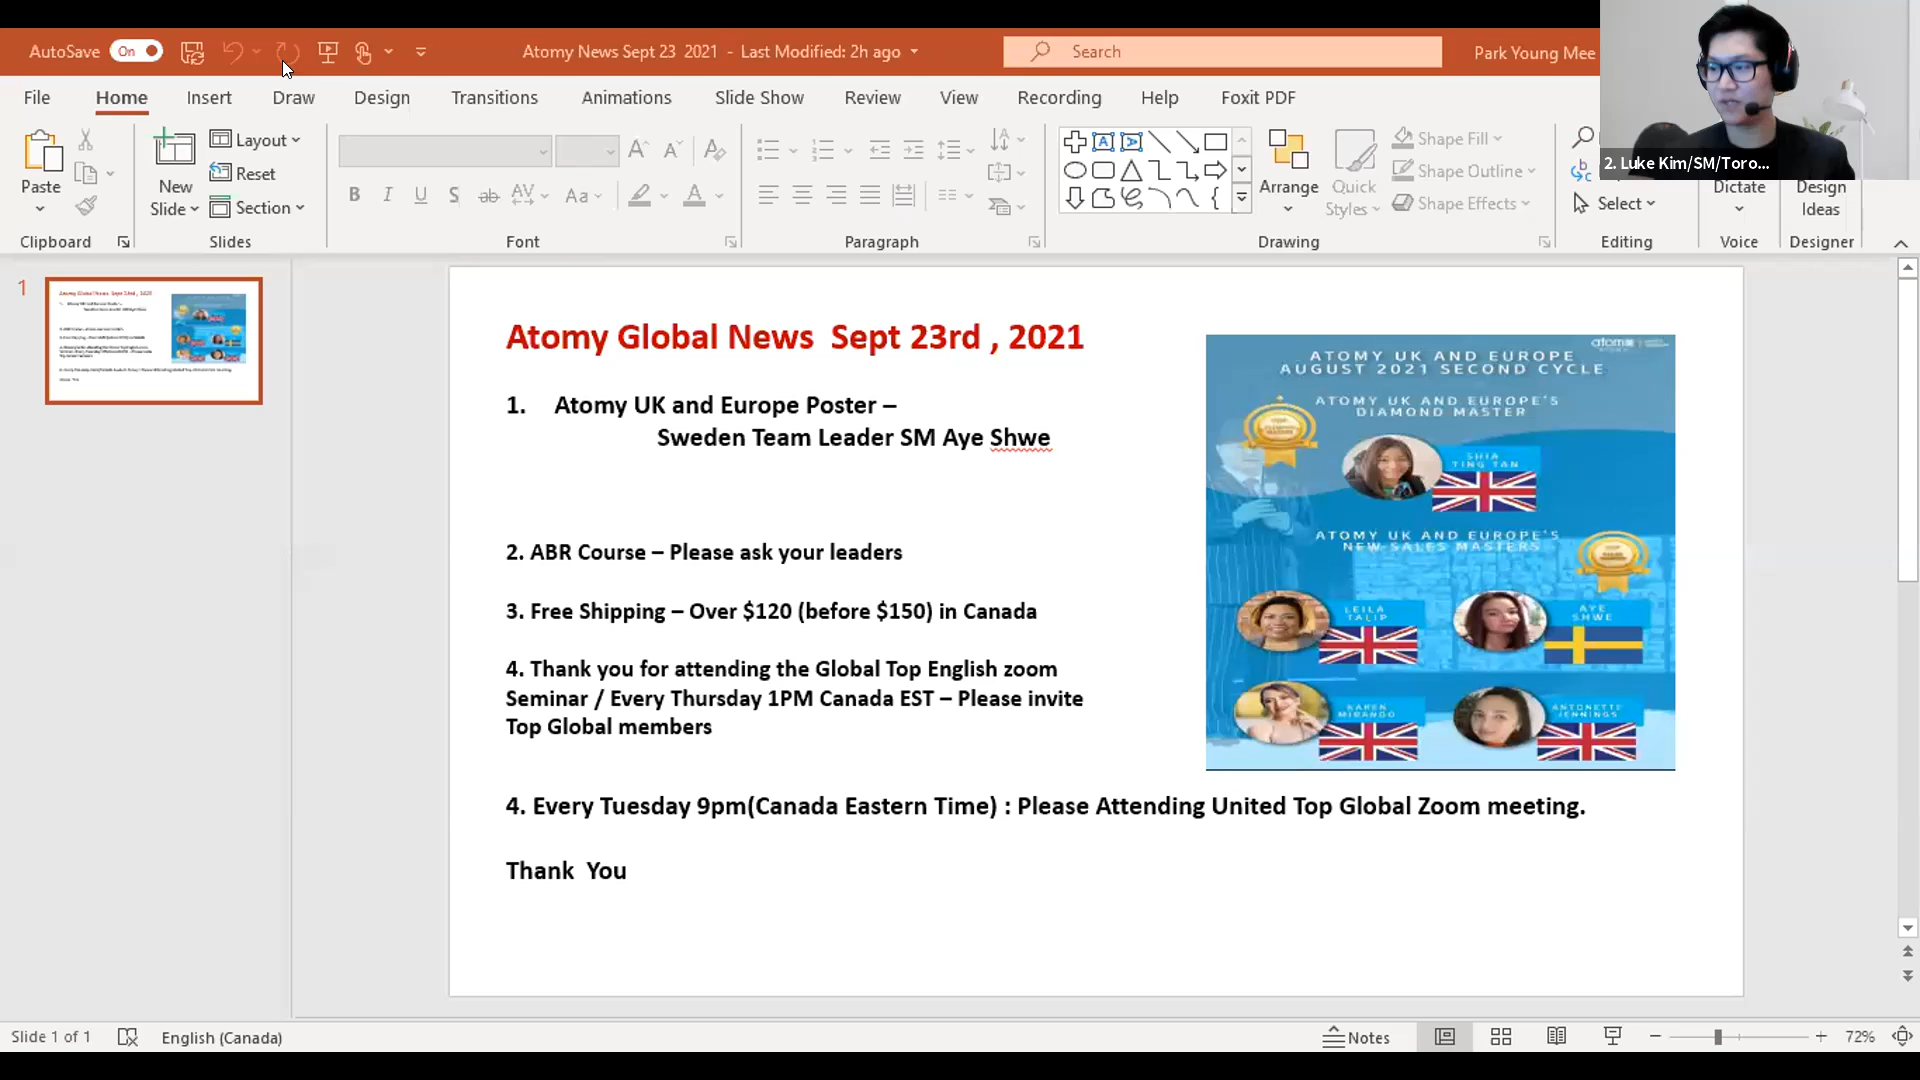 AutoSave On
Atomy News Sept 23 2021 - Last Modified: 2h ago
Search
Park Young Mee
File Home Insert Draw Design Transitions Animations Slide Show Review View Recording Help Foxit PDF
Paste
Clipboard
New
Slide
Layout
Reset
Section
Slides
Font
Paragraph
Arrange
Quick
Styles
Shape Fill
Shape Outline
Shape Effects
Drawing
Select
Editing
Dictate
Voice
Design
Ideas
Designer
2. Luke Kim/SM/Toro...
1
Atomy Global News Sept 23rd , 2021
1. Atomy UK and Europe Poster –
Sweden Team Leader SM Aye Shwe
2. ABR Course – Please ask your leaders
3. Free Shipping – Over $120 (before $150) in Canada
4. Thank you for attending the Global Top English zoom
Seminar / Every Thursday 1PM Canada EST – Please invite
Top Global members
4. Every Tuesday 9pm(Canada Eastern Time) : Please Attending United Top Global Zoom meeting.
Thank You
ATOMY UK AND EUROPE
AUGUST 2021 SECOND CYCLE
ATOMY UK AND EUROPE'S
DIAMOND MASTER
SHIA
TING TAN
ATOMY UK AND EUROPE'S
NEW SALES MASTERS
LEILA
TALIP
AYE
SHWE
KAREN
MIRANDO
ANTONETTE
JENNINGS
Slide 1 of 1
English (Canada)
Notes
72%